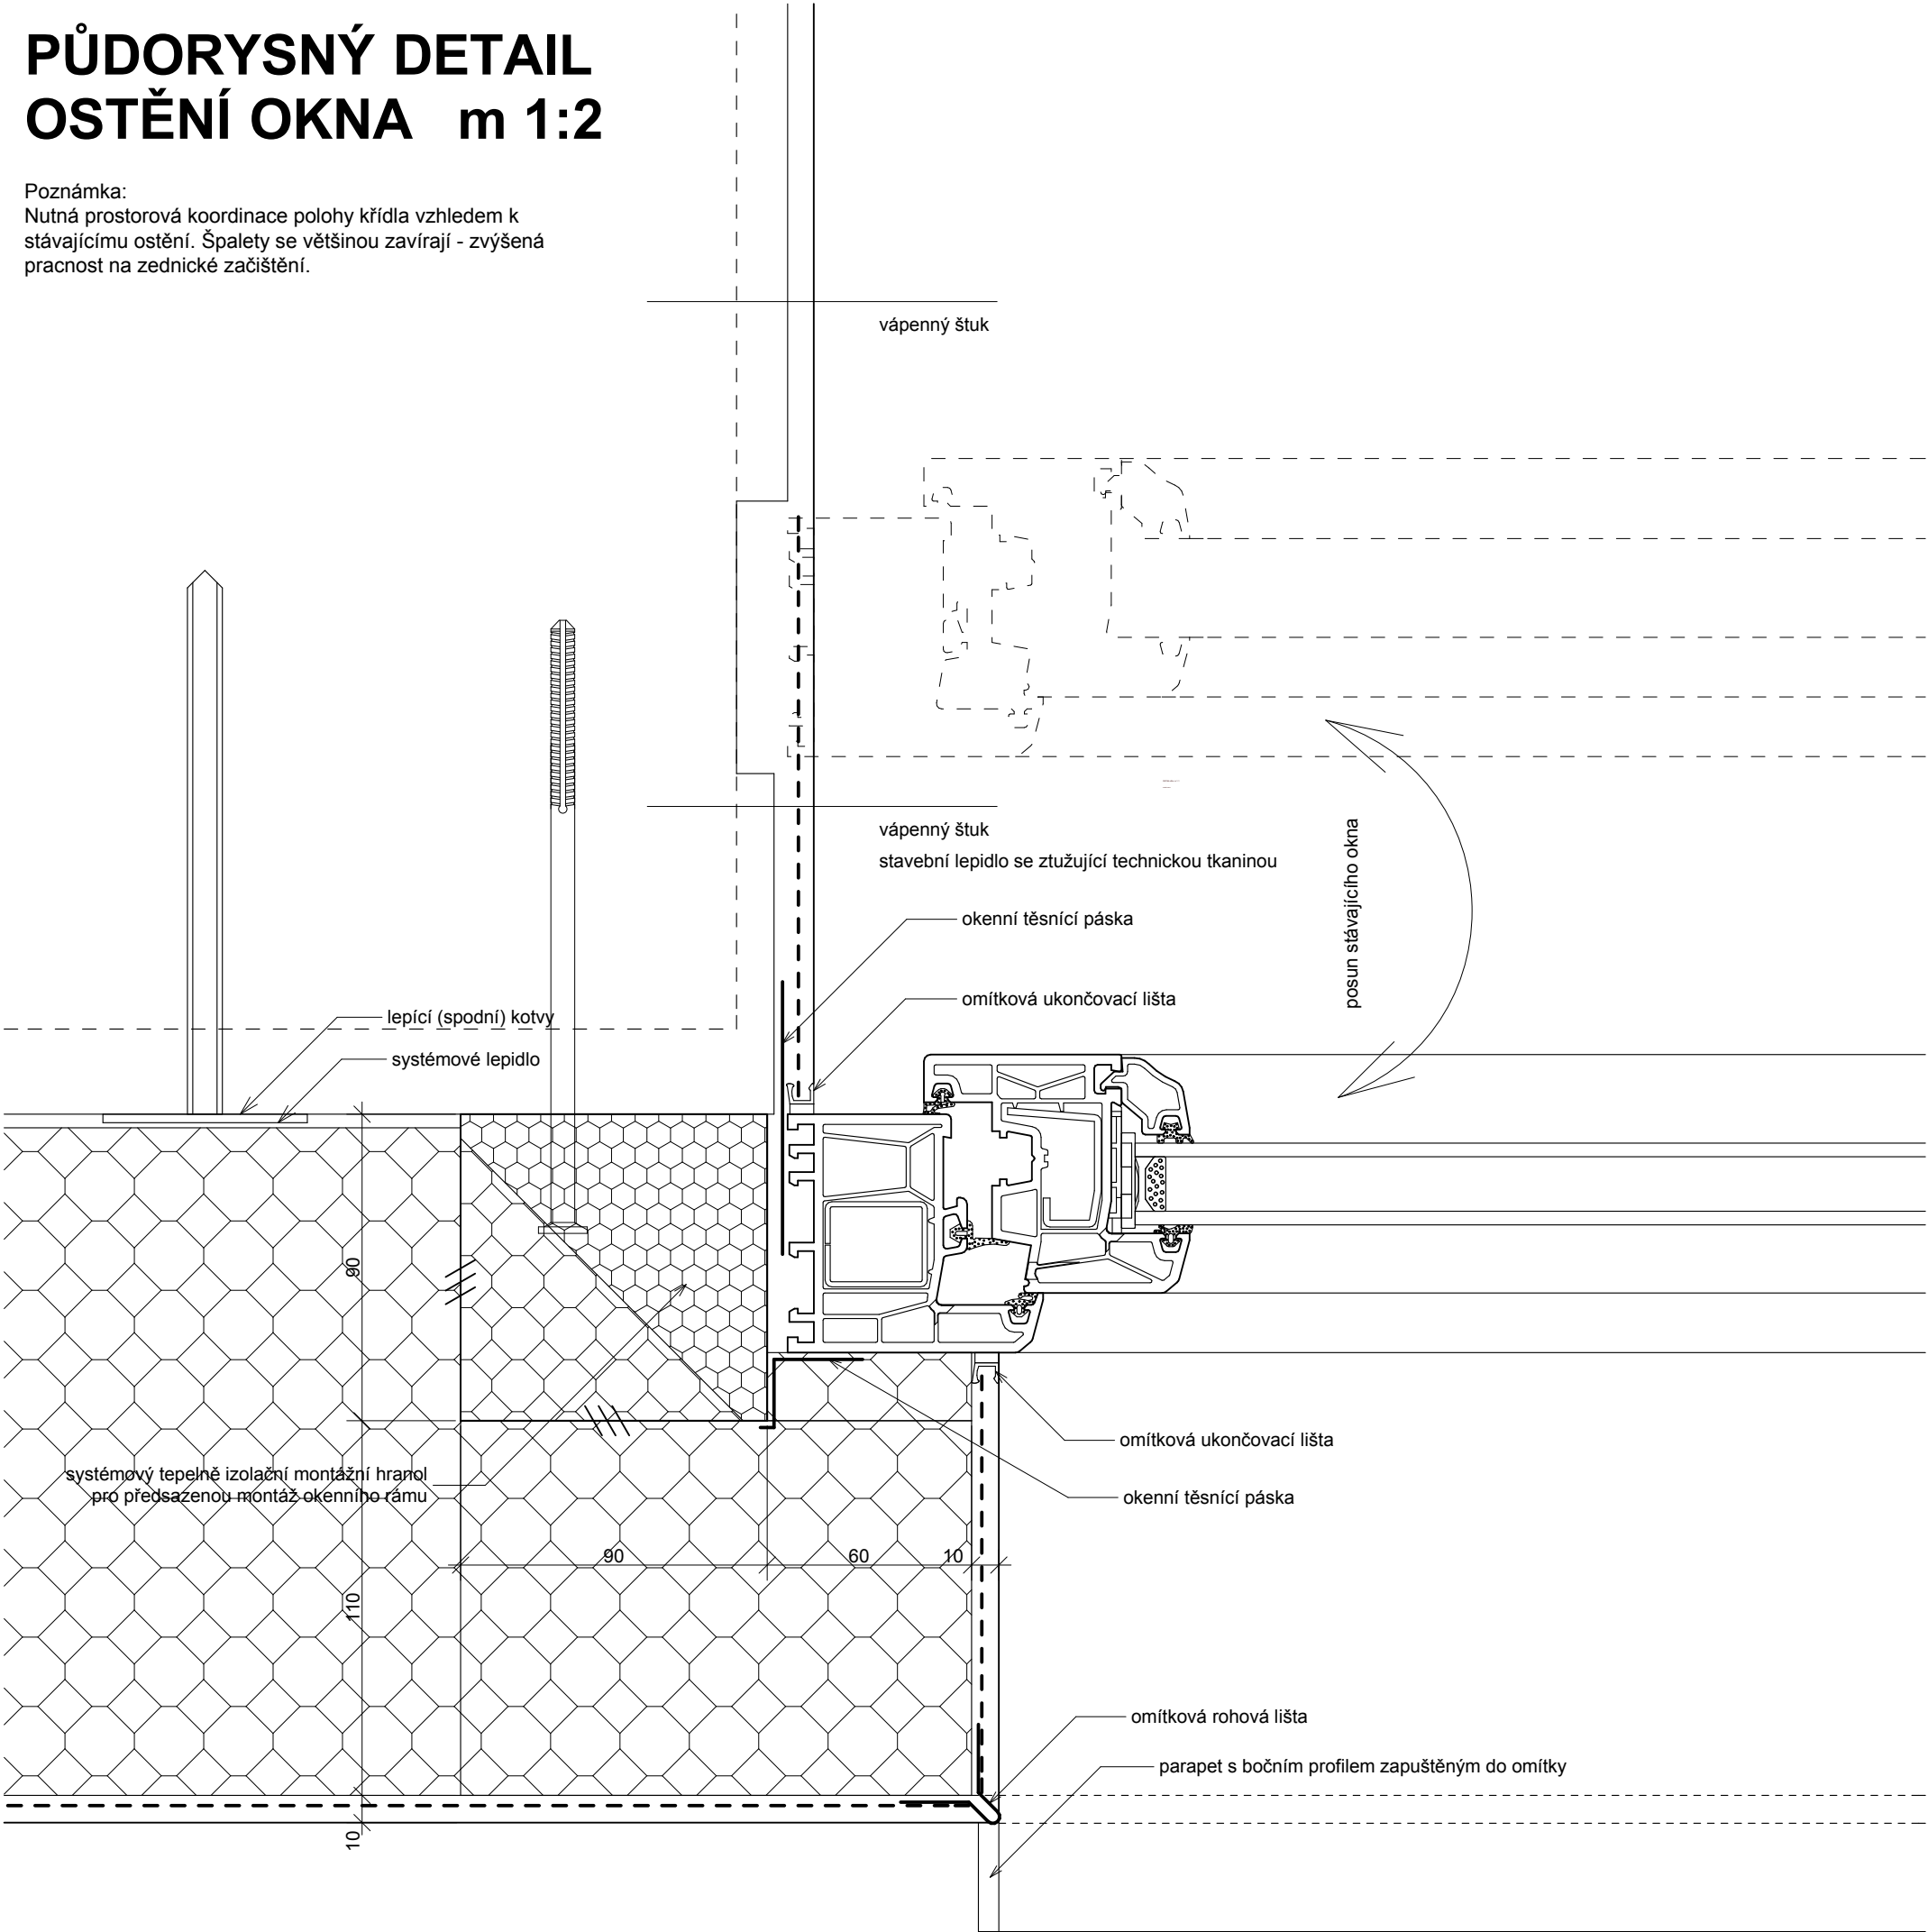 PŮDORYSNÝ DETAIL
OSTĚNÍ OKNA m 1:2
Poznámka:
Nutná prostorová koordinace polohy křídla vzhledem k
stávajícímu ostění. Špalety se většinou zavírají - zvýšená
pracnost na zednické začištění.
vápenný štuk
vápenný štuk
stavební lepidlo se ztužující technickou tkaninou
posun stávajícího okna
okenní těsnící páska
omítková ukončovací lišta
lepící (spodní) kotvy
systémové lepidlo
90
omítková ukončovací lišta
systémový tepelně izolační montážní hranol
pro předsazenou montáž okenního rámu
okenní těsnící páska
90
60
10
110
omítková rohová lišta
parapet s bočním profilem zapuštěným do omítky
10